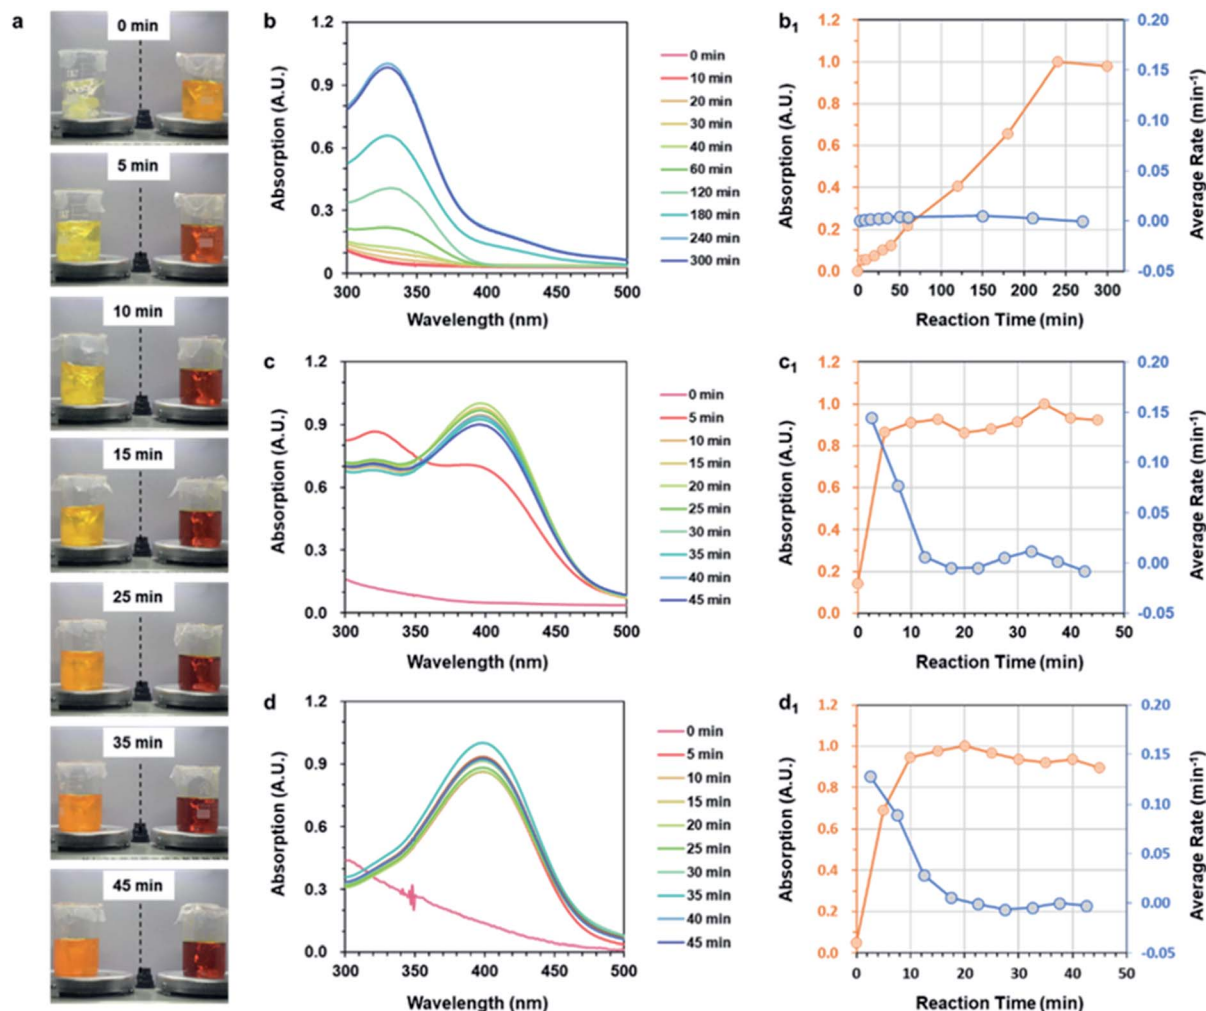 a
0 min
5 min
10 min
15 min
25 min
35 min
45 min
b
Absorption (A.U.)
1.2
0.9
0.6
0.3
0
300
350
400
450
500
Wavelength (nm)
0 min
10 min
20 min
30 min
40 min
60 min
120 min
180 min
240 min
300 min
b1
Absorption (A.U.)
1.2
1.0
0.8
0.6
0.4
0.2
0.0
0
50
100
150
200
250
300
Reaction Time (min)
0.20
0.15
0.10
0.05
0.00
-0.05
Average Rate (min⁻¹)
c
Absorption (A.U.)
1.2
0.9
0.6
0.3
0.0
300
350
400
450
500
Wavelength (nm)
0 min
5 min
10 min
15 min
20 min
25 min
30 min
35 min
40 min
45 min
c1
Absorption (A.U.)
1.2
1.0
0.8
0.6
0.4
0.2
0.0
0
10
20
30
40
50
Reaction Time (min)
0.20
0.15
0.10
0.05
0.00
-0.05
Average Rate (min⁻¹)
d
Absorption (A.U.)
1.2
0.9
0.6
0.3
0.0
300
350
400
450
500
Wavelength (nm)
0 min
5 min
10 min
15 min
20 min
25 min
30 min
35 min
40 min
45 min
d1
Absorption (A.U.)
1.2
1.0
0.8
0.6
0.4
0.2
0.0
0
10
20
30
40
50
Reaction Time (min)
0.20
0.15
0.10
0.05
0.00
-0.05
Average Rate (min⁻¹)